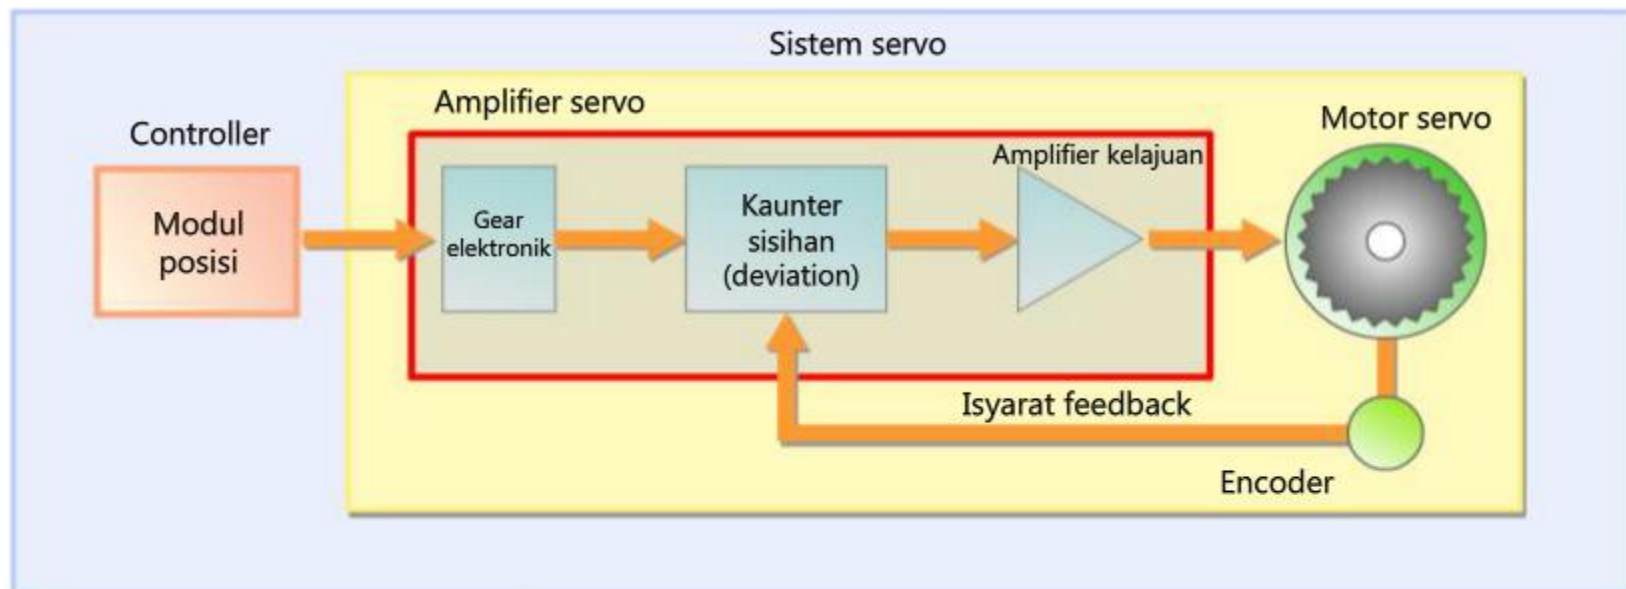 Sistem servo
Amplifier servo
Controller
Motor servo
Amplifier kelajuan
Modul
posisi
Gear
elektronik
Kaunter
sisihan
(deviation)
Isyarat feedback
Encoder